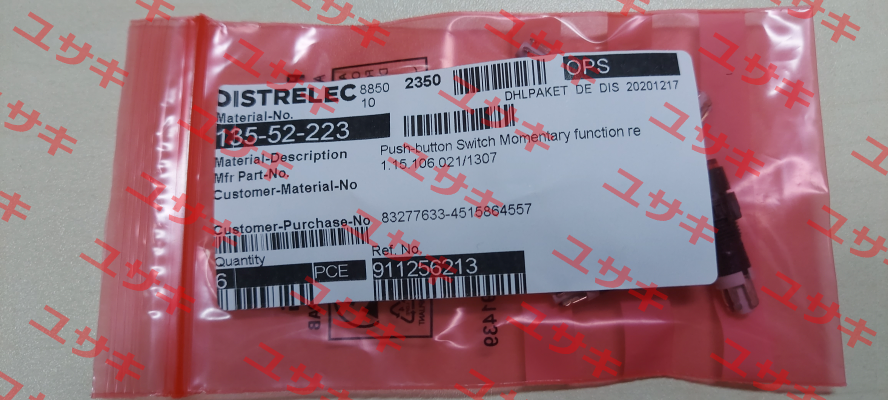 DISTRELEC 8850 10 2350 OPS
DHLPAKET DE DIS 20201217
Material-No.
135-52-223
Material-Description Push-button Switch Momentary function re
Mfr Part-No. 1.15.106.021/1307
Customer-Material-No
Customer-Purchase-No 83277633-4515864557
Quantity Ref. No.
6 PCE 911256213
ユサキ